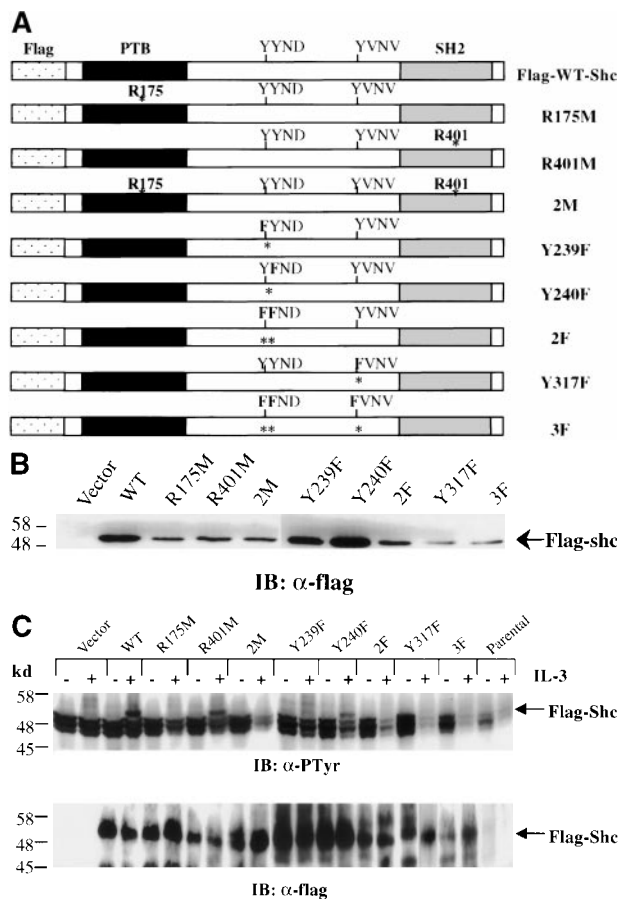 A
Flag PTB YYND YVNV SH2
Flag-WT-Shc
R175 YYND YVNV
R175M
YYND YVNV R401
*
R401M
R175 YYND YVNV R401
2M
FYND YVNV
*
Y239F
YFND YVNV
*
Y240F
FFND YVNV
**
2F
YYND FVNV
*
Y317F
FFND FVNV
** *
3F
B
Vector WT R175M R401M 2M Y239F Y240F 2F Y317F 3F
58 –
48 –
Flag-shc
IB: α-flag
C
Vector WT R175M R401M 2M Y239F Y240F 2F Y317F 3F Parental
kd - + - + - + - + - + - + - + - + - + - + - + IL-3
58
48
45
Flag-Shc
IB: α-PTyr
58
48
45
Flag-Shc
IB: α-flag